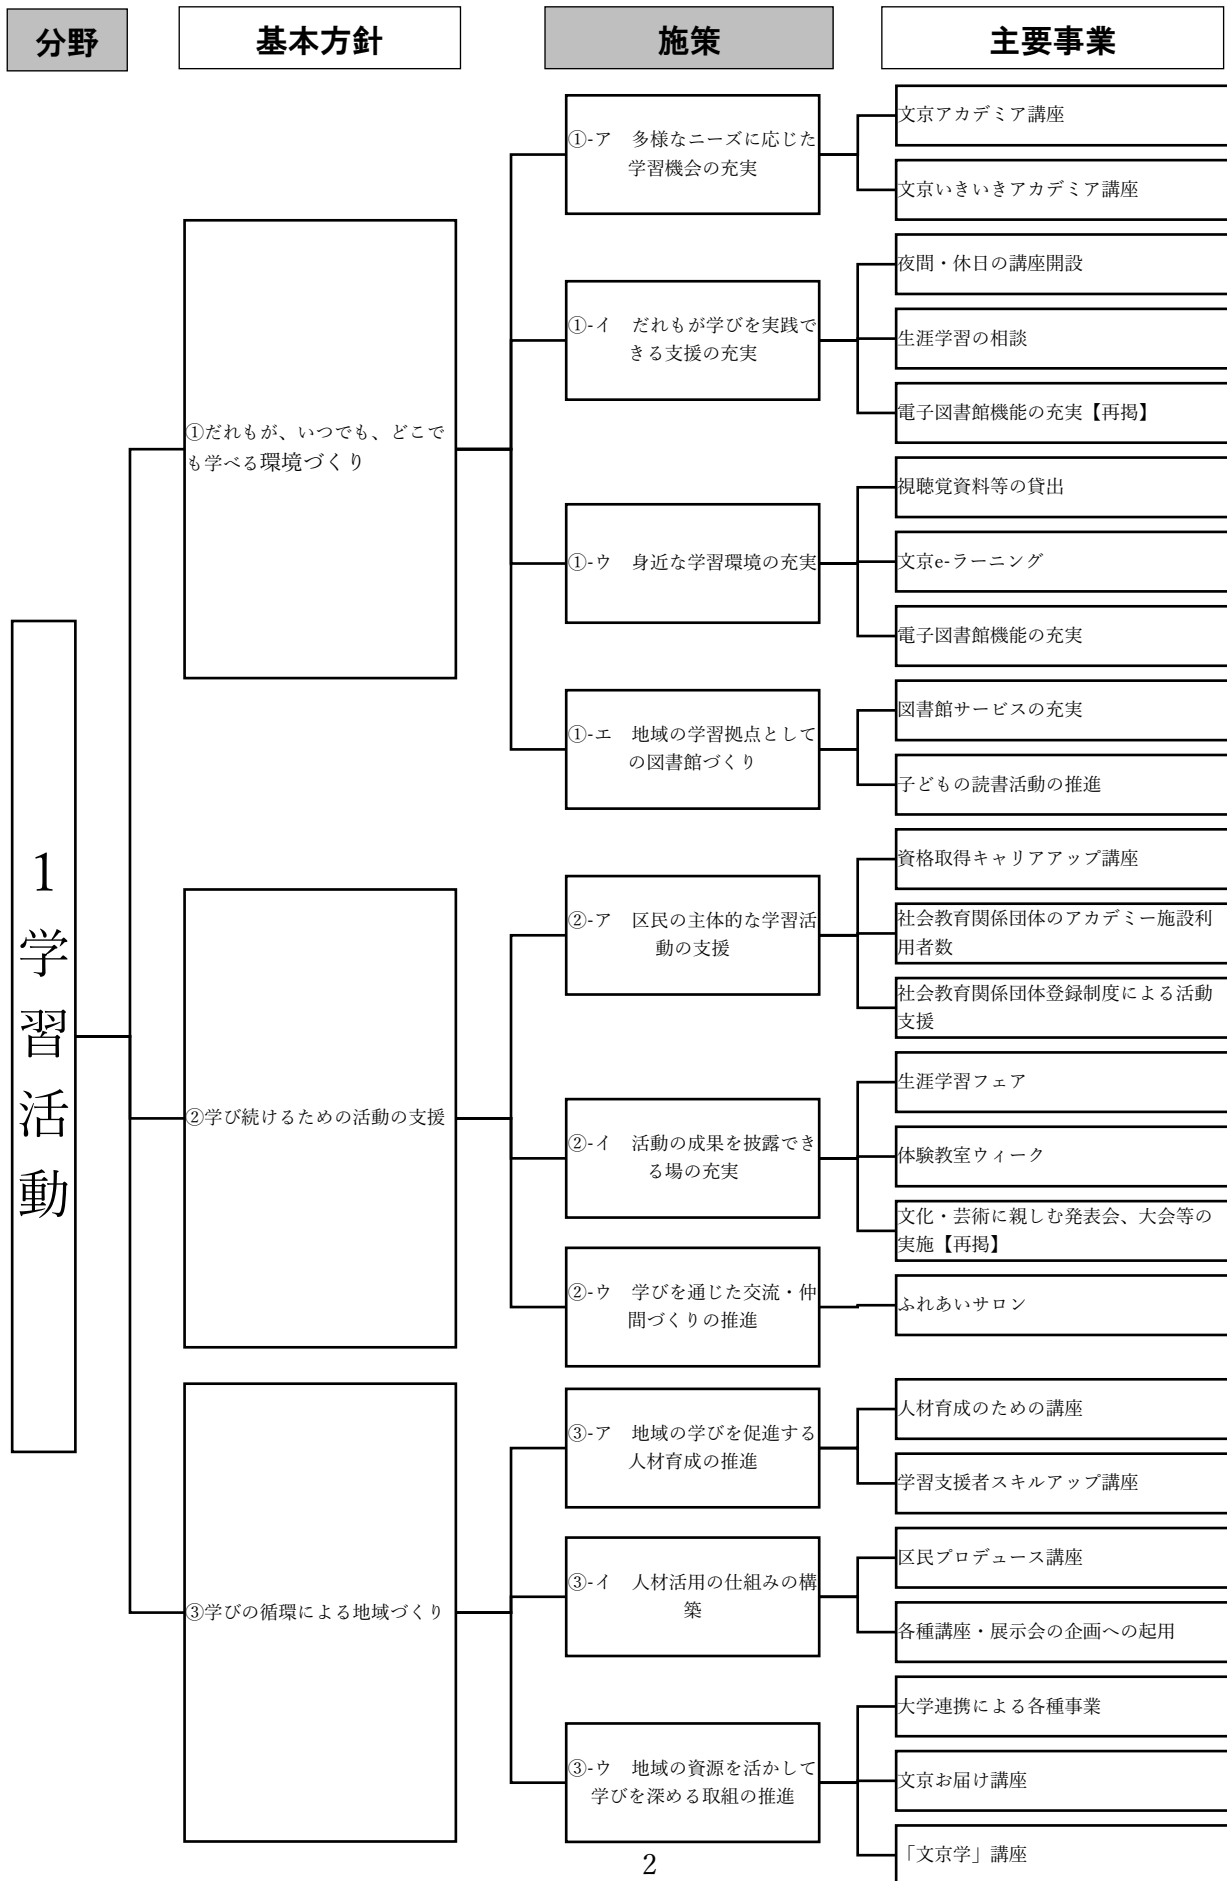 分野
基本方針
施策
主要事業
1
学
習
活
動
①だれもが、いつでも、どこで
も学べる環境づくり
①-ア　多様なニーズに応じた
学習機会の充実
文京アカデミア講座
文京いきいきアカデミア講座
①-イ　だれもが学びを実践で
きる支援の充実
夜間・休日の講座開設
生涯学習の相談
電子図書館機能の充実【再掲】
①-ウ　身近な学習環境の充実
視聴覚資料等の貸出
文京e-ラーニング
電子図書館機能の充実
①-エ　地域の学習拠点として
の図書館づくり
図書館サービスの充実
子どもの読書活動の推進
②学び続けるための活動の支援
②-ア　区民の主体的な学習活
動の支援
資格取得キャリアアップ講座
社会教育関係団体のアカデミー施設利
用者数
社会教育関係団体登録制度による活動
支援
②-イ　活動の成果を披露でき
る場の充実
生涯学習フェア
体験教室ウィーク
文化・芸術に親しむ発表会、大会等の
実施【再掲】
②-ウ　学びを通じた交流・仲
間づくりの推進
ふれあいサロン
③学びの循環による地域づくり
③-ア　地域の学びを促進する
人材育成の推進
人材育成のための講座
学習支援者スキルアップ講座
③-イ　人材活用の仕組みの構
築
区民プロデュース講座
各種講座・展示会の企画への起用
③-ウ　地域の資源を活かして
学びを深める取組の推進
大学連携による各種事業
文京お届け講座
「文京学」講座
2